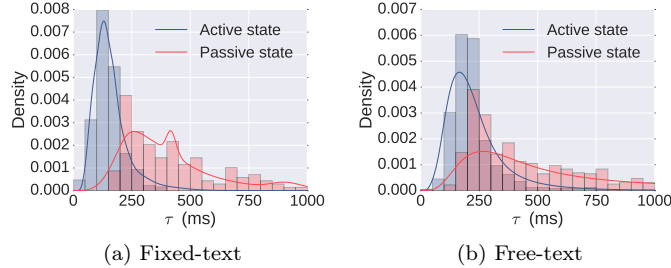 0.008
0.007
0.006
0.005
0.004
0.003
0.002
0.001
0.000
Density
Active state
Passive state
0 250 500 750 1000
τ (ms)
(a) Fixed-text
0.007
0.006
0.005
0.004
0.003
0.002
0.001
0.000
Density
Active state
Passive state
0 250 500 750 1000
τ (ms)
(b) Free-text